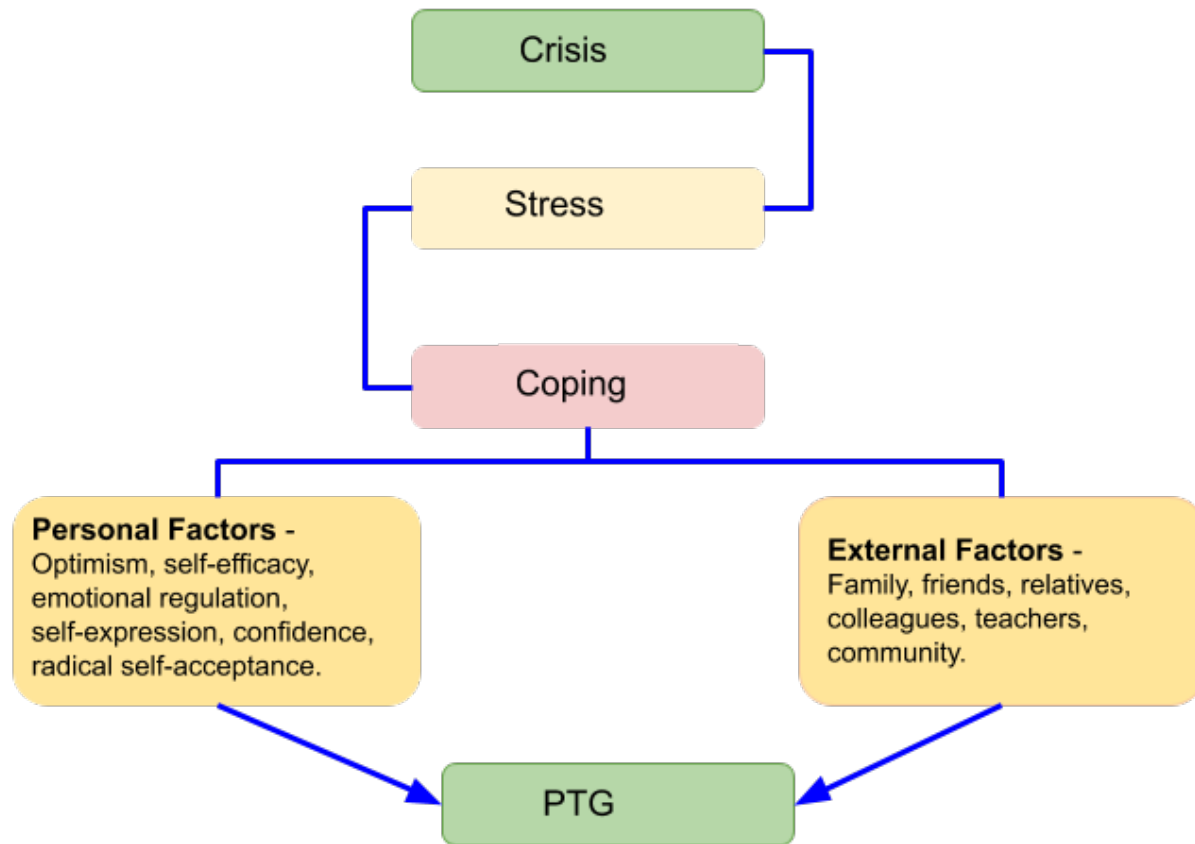 Crisis
Stress
Coping
Personal Factors -
Optimism, self-efficacy,
emotional regulation,
self-expression, confidence,
radical self-acceptance.
External Factors -
Family, friends, relatives,
colleagues, teachers,
community.
PTG